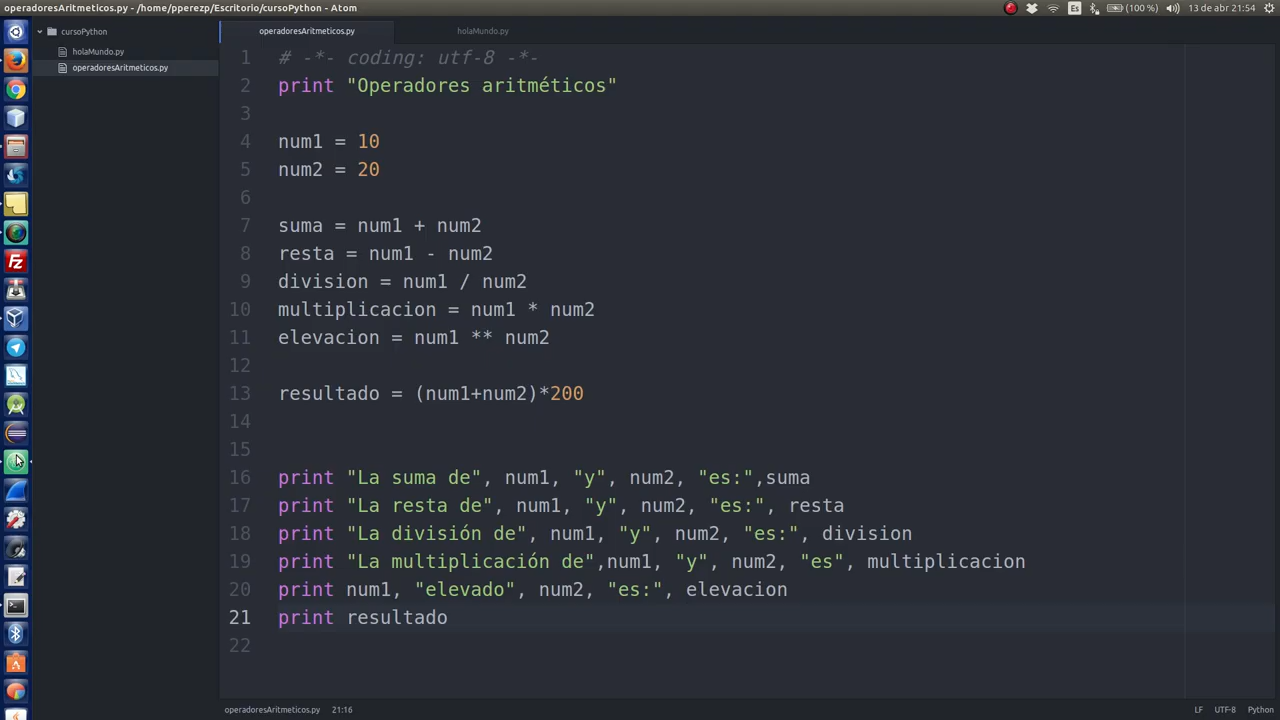 operadoresAritmeticos.py - /home/pperezp/Escritorio/cursoPython - Atom
Es (100 %) 13 de abr 21:54
cursoPython
holaMundo.py
operadoresAritmeticos.py
operadoresAritmeticos.py holaMundo.py
1 # -*- coding: utf-8 -*-
2 print "Operadores aritméticos"
3
4 num1 = 10
5 num2 = 20
6
7 suma = num1 + num2
8 resta = num1 - num2
9 division = num1 / num2
10 multiplicacion = num1 * num2
11 elevacion = num1 ** num2
12
13 resultado = (num1+num2)*200
14
15
16 print "La suma de", num1, "y", num2, "es:",suma
17 print "La resta de", num1, "y", num2, "es:", resta
18 print "La división de", num1, "y", num2, "es:", division
19 print "La multiplicación de",num1, "y", num2, "es", multiplicacion
20 print num1, "elevado", num2, "es:", elevacion
21 print resultado
22
operadoresAritmeticos.py 21:16 LF UTF-8 Python